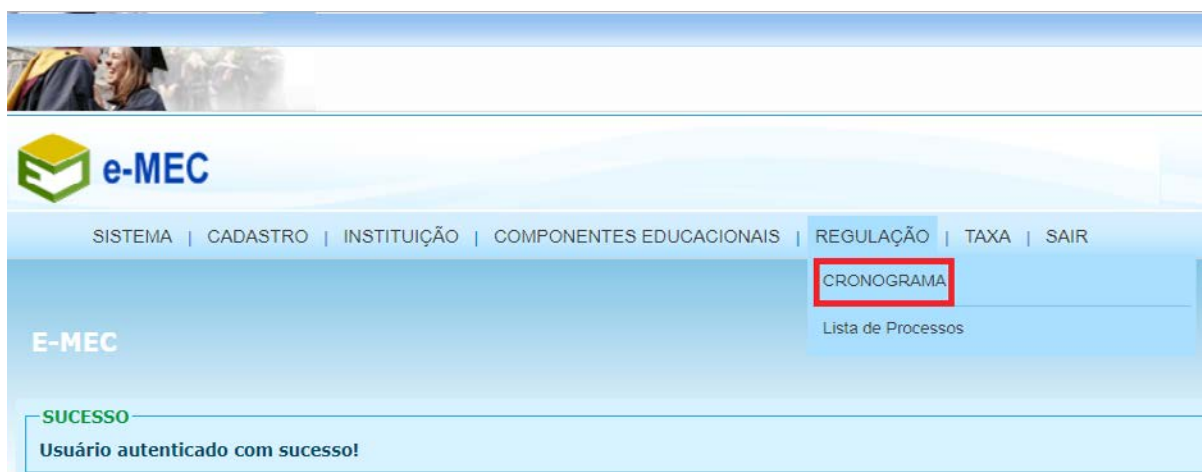 e-MEC
SISTEMA | CADASTRO | INSTITUIÇÃO | COMPONENTES EDUCACIONAIS | REGULAÇÃO | TAXA | SAIR
CRONOGRAMA
Lista de Processos
E-MEC
SUCESSO
Usuário autenticado com sucesso!